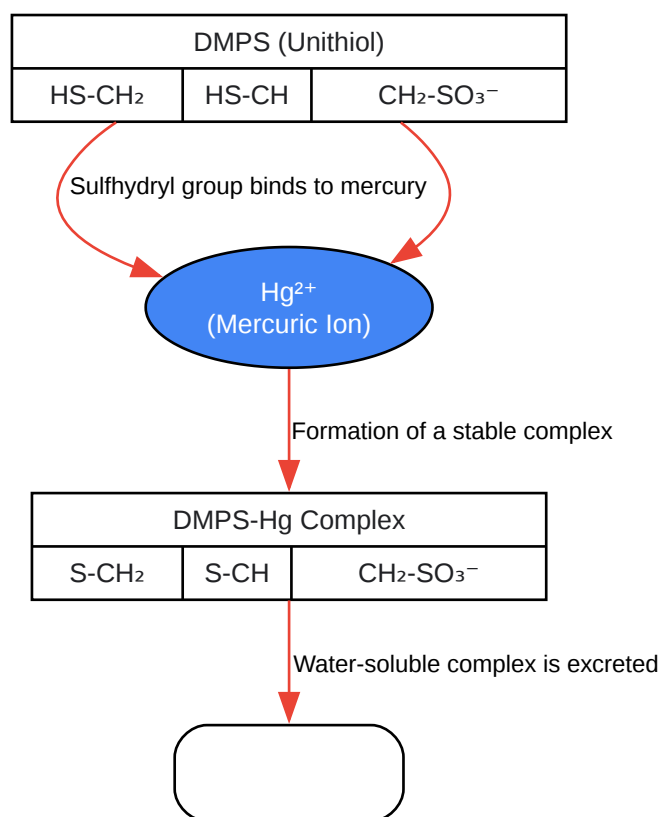 DMPS (Unithiol)
HS-CH₂ HS-CH CH₂-SO₃⁻
Sulfhydryl group binds to mercury
Hg²⁺
(Mercuric Ion)
Formation of a stable complex
DMPS-Hg Complex
S-CH₂ S-CH CH₂-SO₃⁻
Water-soluble complex is excreted